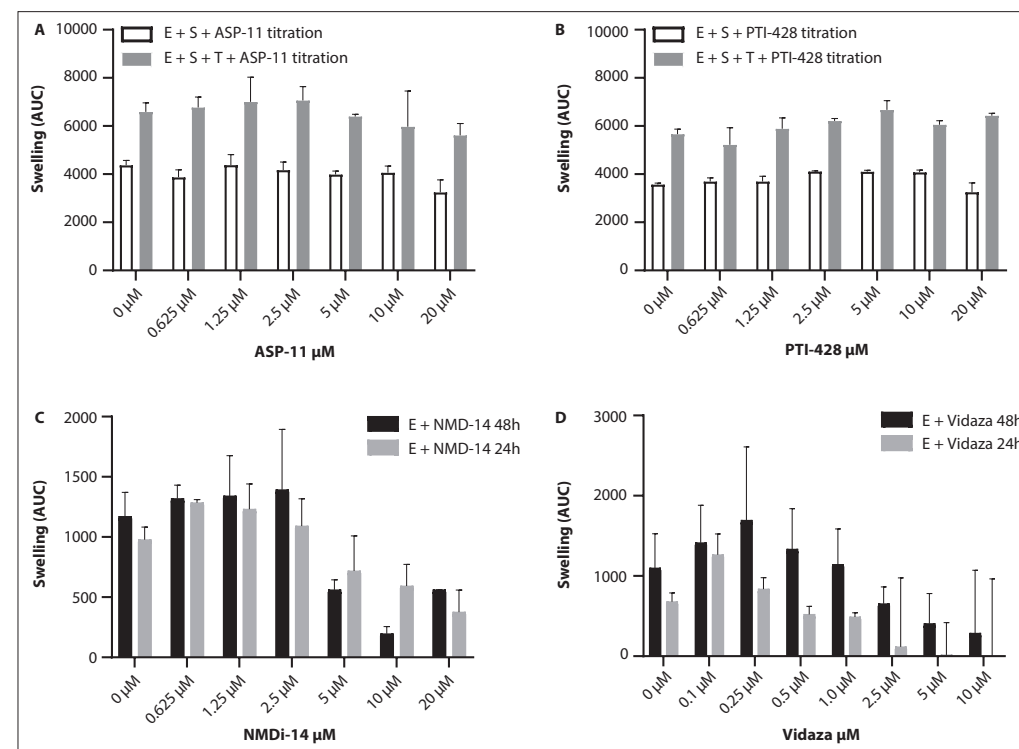 A
E + S + ASP-11 titration
E + S + T + ASP-11 titration
Swelling (AUC)
10000
8000
6000
4000
2000
0
0 µM
0.625 µM
1.25 µM
2.5 µM
5 µM
10 µM
20 µM
ASP-11 µM
B
E + S + PTI-428 titration
E + S + T + PTI-428 titration
Swelling (AUC)
10000
8000
6000
4000
2000
0
0 µM
0.625 µM
1.25 µM
2.5 µM
5 µM
10 µM
20 µM
PTI-428 µM
C
E + NMD-14 48h
E + NMD-14 24h
Swelling (AUC)
2000
1500
1000
500
0
0 µM
0.625 µM
1.25 µM
2.5 µM
5 µM
10 µM
20 µM
NMDi-14 µM
D
E + Vidaza 48h
E + Vidaza 24h
Swelling (AUC)
3000
2000
1000
0
0 µM
0.1 µM
0.25 µM
0.5 µM
1.0 µM
2.5 µM
5 µM
10 µM
Vidaza µM